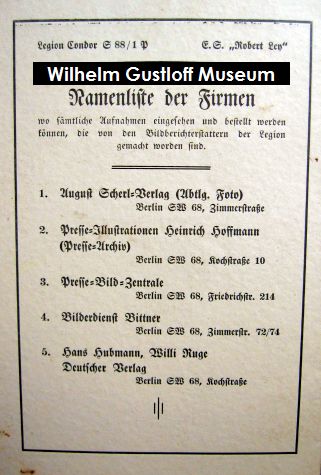 Legion Condor S 88/1 P E.S. „Robert Ley"
Wilhelm Gustloff Museum
Namenliste der Firmen
wo sämtliche Aufnahmen eingesehen und bestellt werden
können, die von den Bildberichterstattern der Legion
gemacht worden sind.
1. August Scherl-Verlag (Abtlg. Foto)
Berlin SW 68, Zimmerstraße
2. Presse-Illustrationen Heinrich Hoffmann
(Presse-Archiv)
Berlin SW 68, Kochstraße 10
3. Presse-Bild-Zentrale
Berlin SW 68, Friedrichstr. 214
4. Bilderdienst Bittner
Berlin SW 68, Zimmerstr. 72/74
5. Hans Hubmann, Willi Ruge
Deutscher Verlag
Berlin SW 68, Kochstraße